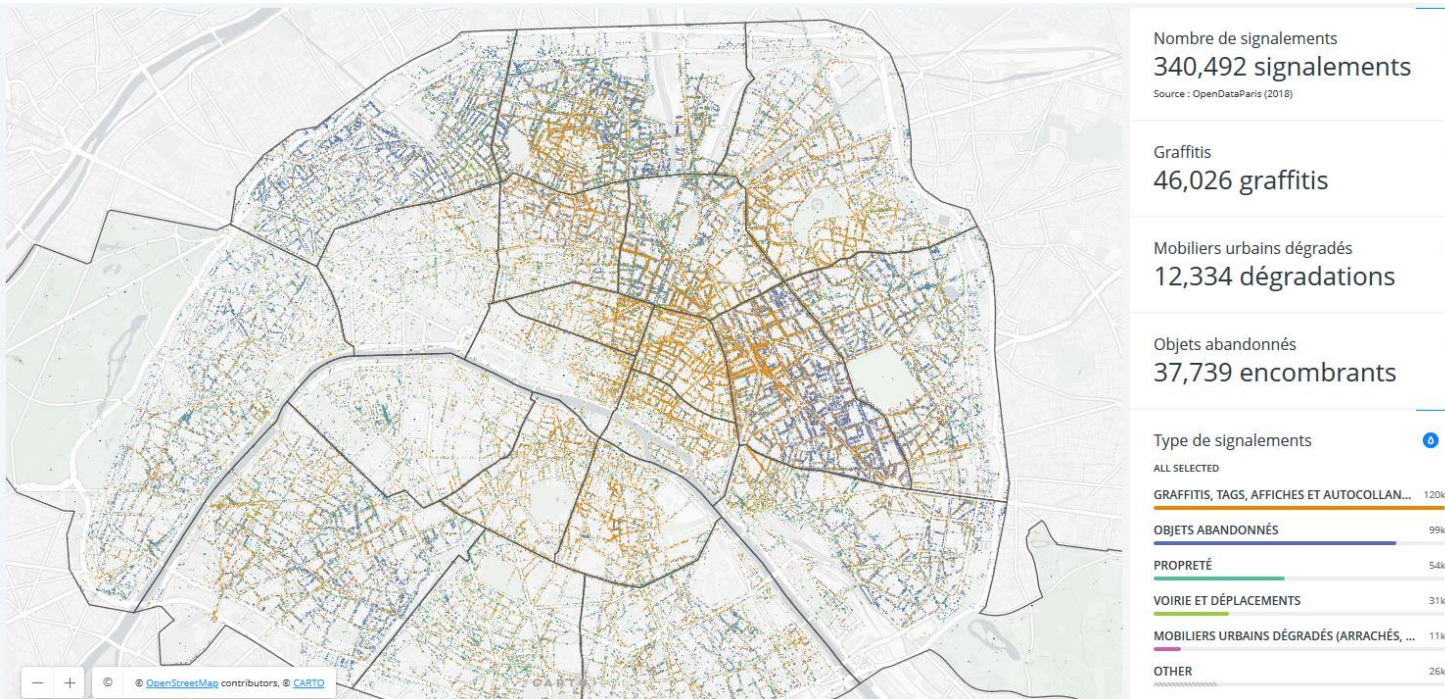 Nombre de signalements
340,492 signalements
Source : OpenDataParis (2018)
Graffitis
46,026 graffitis
Mobiliers urbains dégradés
12,334 dégradations
Objets abandonnés
37,739 encombrants
Type de signalements
ALL SELECTED
GRAFFITIS, TAGS, AFFICHES ET AUTOCOLLAN... 120k
OBJETS ABANDONNÉS 99k
PROPRETÉ 54k
VOIRIE ET DÉPLACEMENTS 31k
MOBILIERS URBAINS DÉGRADÉS (ARRACHÉS, ... 11k
OTHER 26k
− + © © OpenStreetMap contributors, © CARTO
CARTO